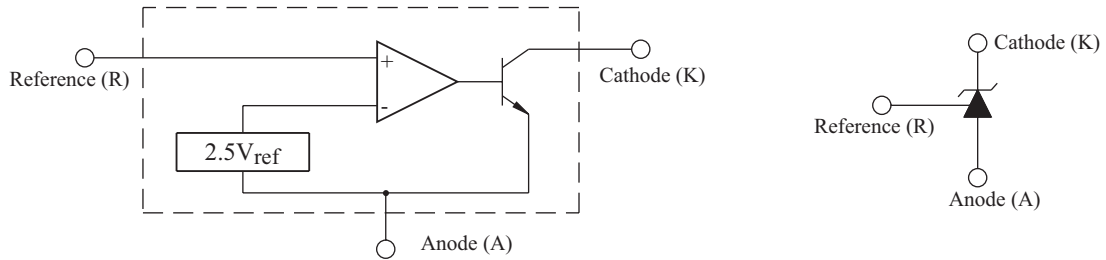 Reference (R)
+
-
2.5Vref
Cathode (K)
Anode (A)
Cathode (K)
Reference (R)
Anode (A)